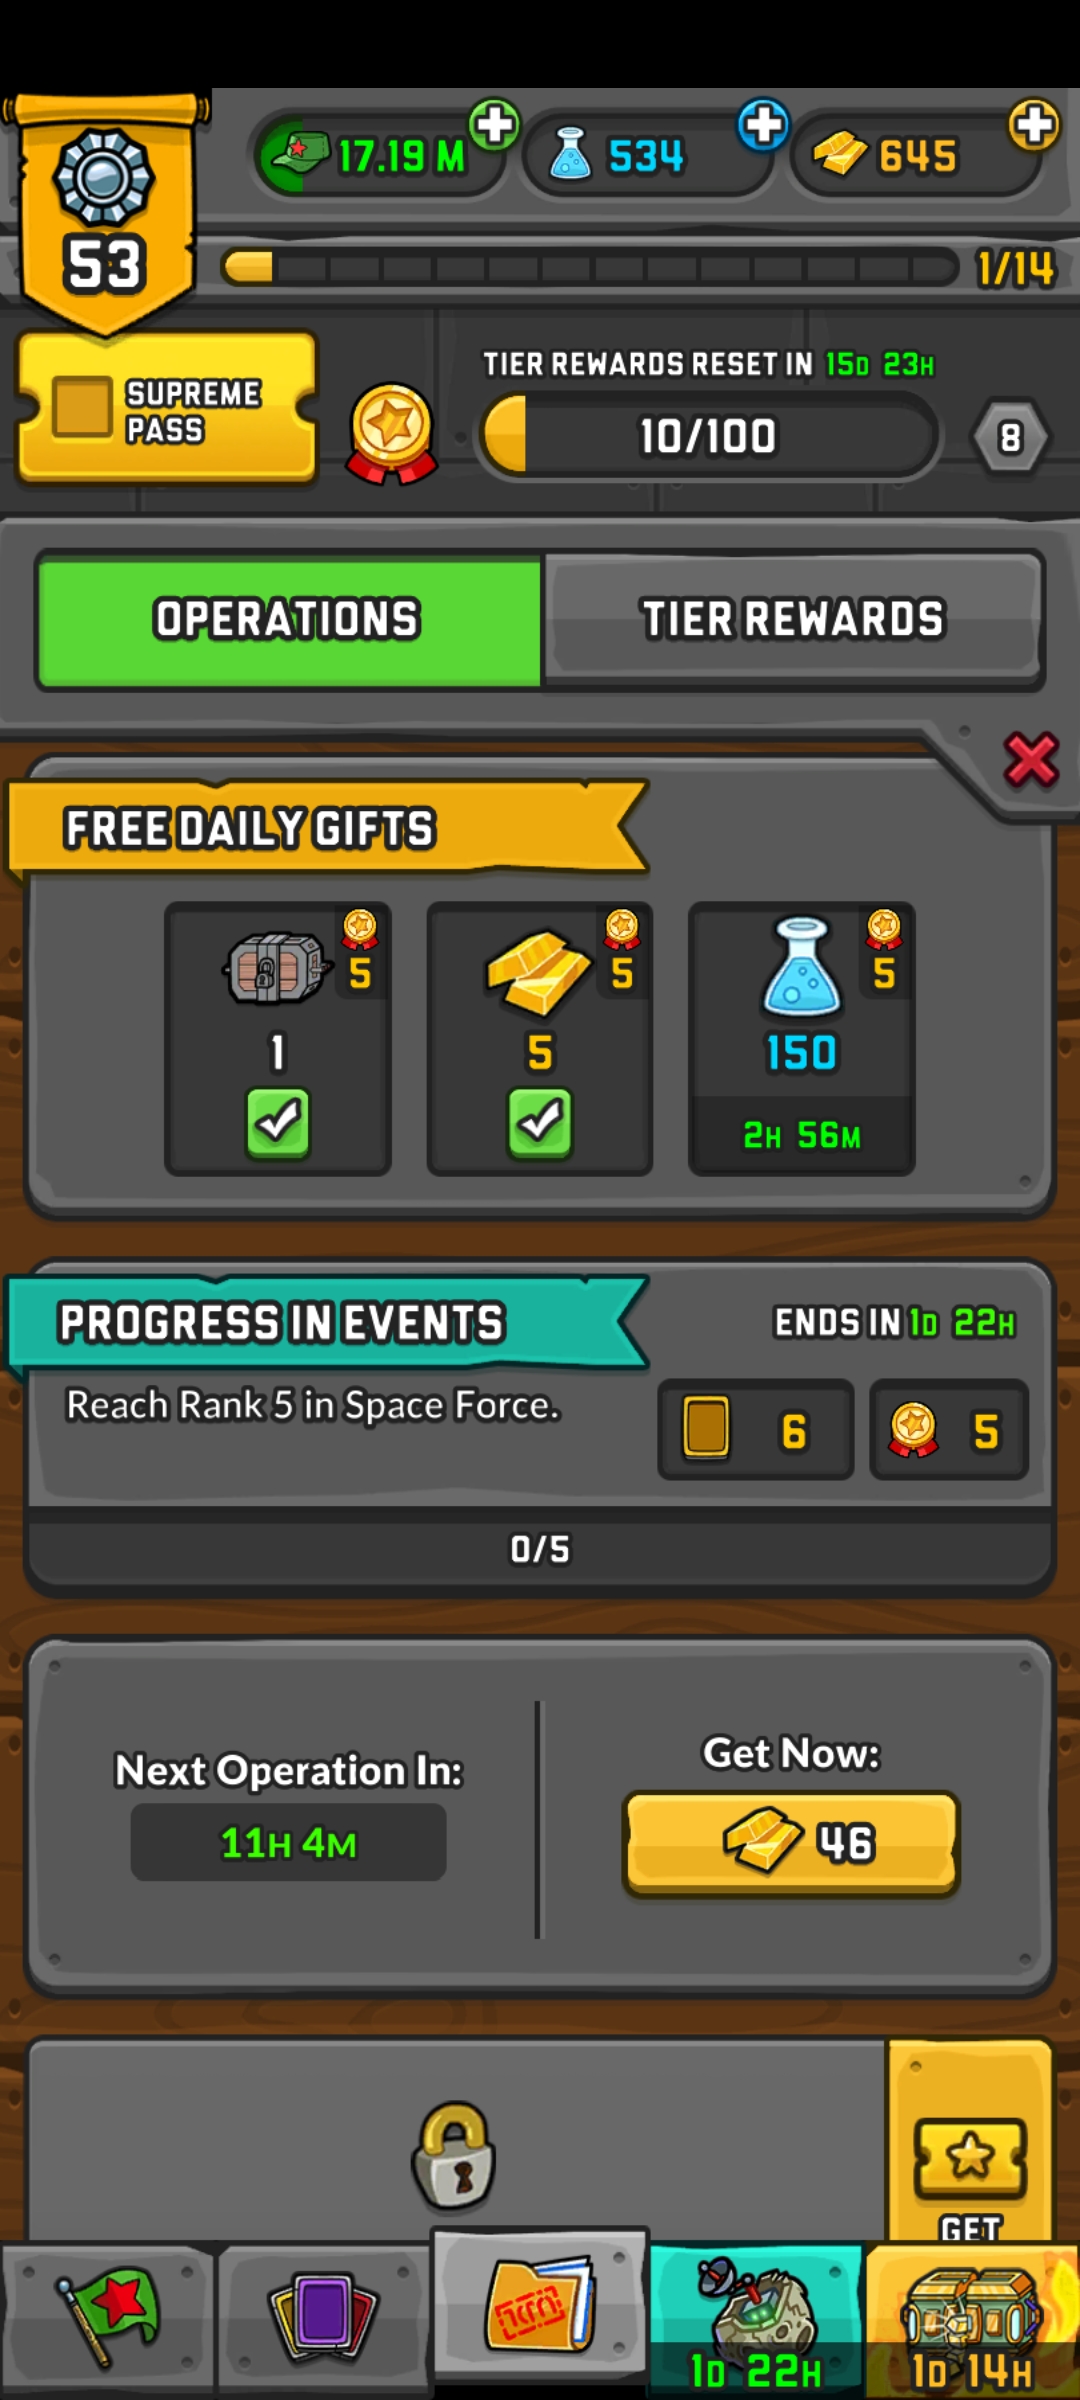 17.19 M
534
645
53
1/14
SUPREME
PASS
TIER REWARDS RESET IN 15D 23H
10/100
8
OPERATIONS
TIER REWARDS
FREE DAILY GIFTS
5
5
5
1
5
150
2H 56M
PROGRESS IN EVENTS
ENDS IN 1D 22H
Reach Rank 5 in Space Force.
6
5
0/5
Next Operation In:
11H 4M
Get Now:
46
GET
1D 22H
1D 14H